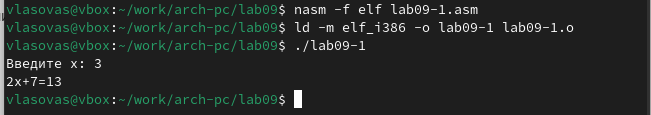 vlasovas@vbox:~/work/arch-pc/lab09$ nasm -f elf lab09-1.asm
vlasovas@vbox:~/work/arch-pc/lab09$ ld -m elf_i386 -o lab09-1 lab09-1.o
vlasovas@vbox:~/work/arch-pc/lab09$ ./lab09-1
Введите x: 3
2x+7=13
vlasovas@vbox:~/work/arch-pc/lab09$